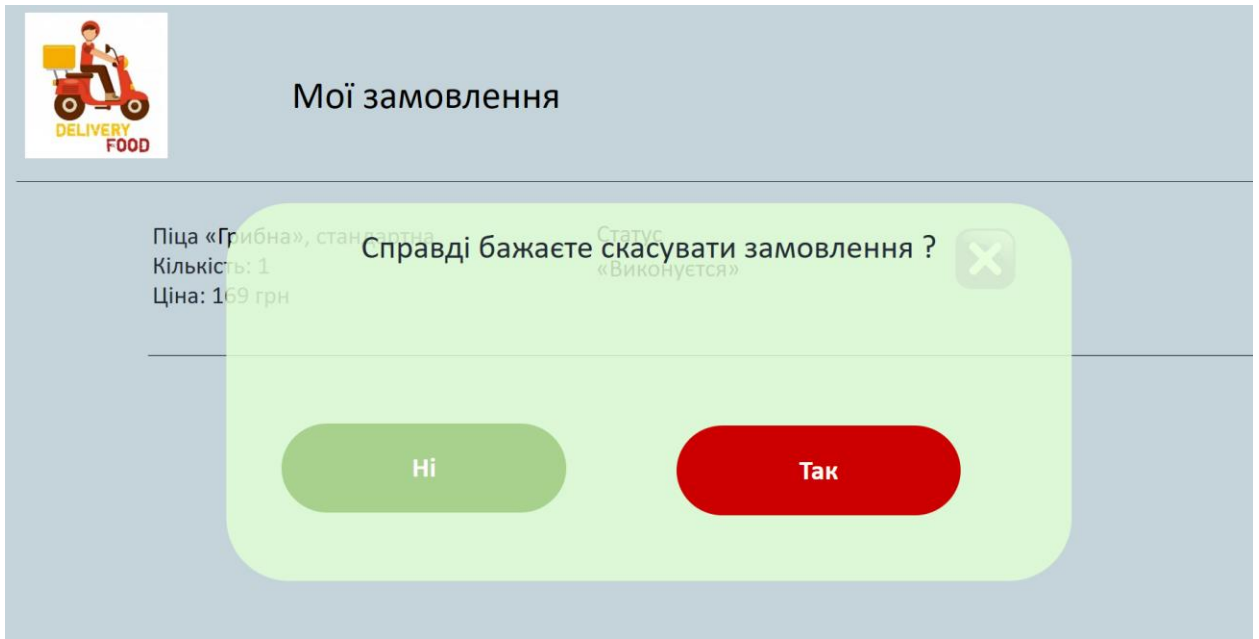 DELIVERY
FOOD
Мої замовлення
Піца «Грибна», стандартна
Кількість: 1
Ціна: 169 грн
Статус
«Виконуєтся»
Справді бажаєте скасувати замовлення ?
Ні
Так